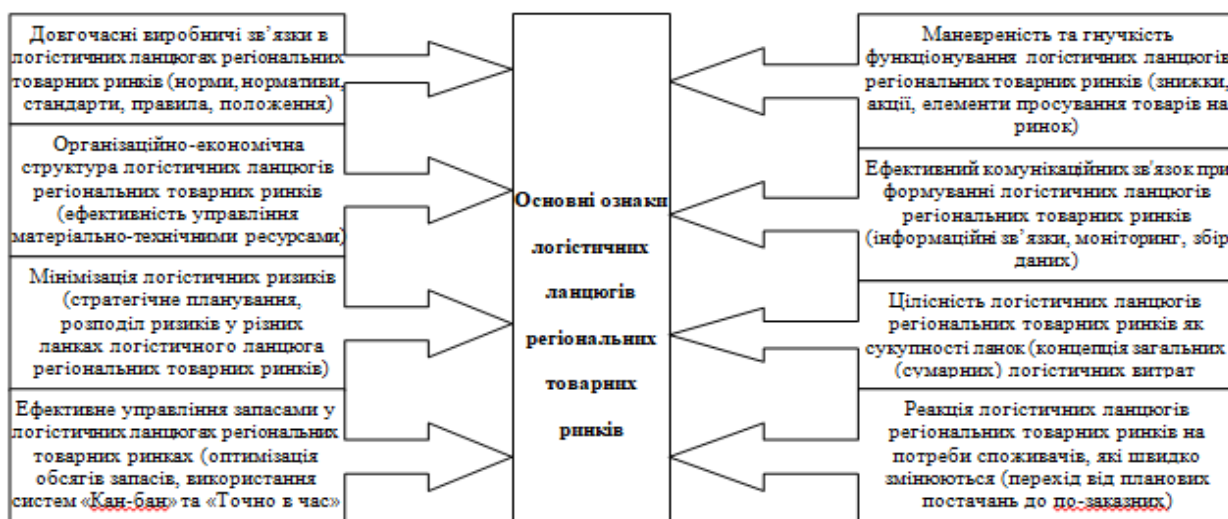 Довгочасні виробничі зв’язки в
логістичних ланцюгах регіональних
товарних ринків (норми, нормативи,
стандарти, правила, положення)
Організаційно-економічна
структура логістичних ланцюгів
регіональних товарних ринків
(ефективність управління
матеріально-технічними ресурсами)
Мінімізація логістичних ризиків
(стратегічне планування,
розподіл ризиків у різних
ланках логістичного ланцюга
регіональних товарних ринків)
Ефективне управління запасами у
логістичних ланцюгах регіональних
товарних ринках (оптимізація
обсягів запасів, використання
систем «Кан-бан» та «Точно в час»
Основні ознаки
логістичних
ланцюгів
регіональних
товарних
ринків
Маневреність та гнучкість
функціонування логістичних ланцюгів
регіональних товарних ринків (знижки,
акції, елементи просування товарів на
ринок)
Ефективний комунікаційних зв'язок при
формуванні логістичних ланцюгів
регіональних товарних ринків
(інформаційні зв’язки, моніторинг, збір
даних)
Цілісність логістичних ланцюгів
регіональних товарних ринків як
сукупності ланок (концепція загальних
(сумарних) логістичних витрат
Реакція логістичних ланцюгів
регіональних товарних ринків на
потреби споживачів, які швидко
змінюються (перехід від планових
постачань до по-заказних)